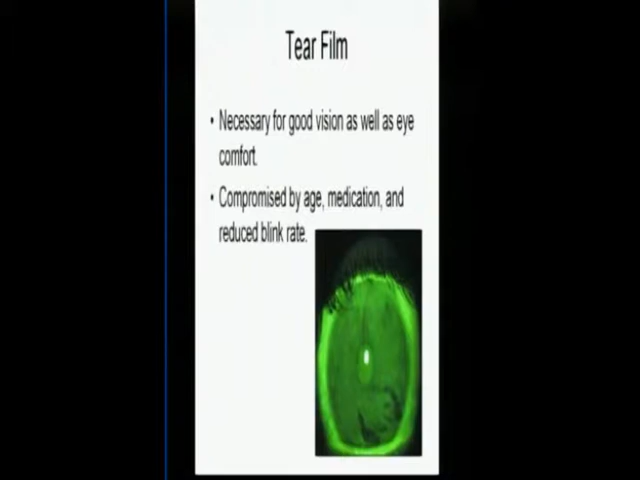 Tear Film
• Necessary for good vision as well as eye
comfort.
• Compromised by age, medication, and
reduced blink rate.